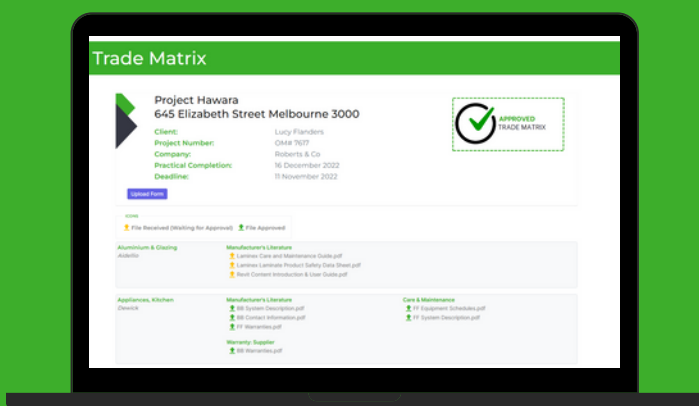 Trade Matrix
Project Hawara
645 Elizabeth Street Melbourne 3000
Client: Lucy Flanders
Project Number: OM# 7617
Company: Roberts & Co
Practical Completion: 16 December 2022
Deadline: 11 November 2022
APPROVED
TRADE MATRIX
Upload Form
ICONS
File Received (Waiting for Approval) File Approved
Aluminium & Glazing Manufacturer's Literature
Laminex Care and Maintenance Guide.pdf
Laminex Laminate Product Safety Data Sheet.pdf
Revit Content Introduction & User Guide.pdf
Appliances, Kitchen Manufacturer's Literature Care & Maintenance
Dewick BB System Description.pdf FF Equipment Schedules.pdf
BB Contact Information.pdf FF System Description.pdf
FF Warranties.pdf
Warranty: Supplier
BB Warranties.pdf